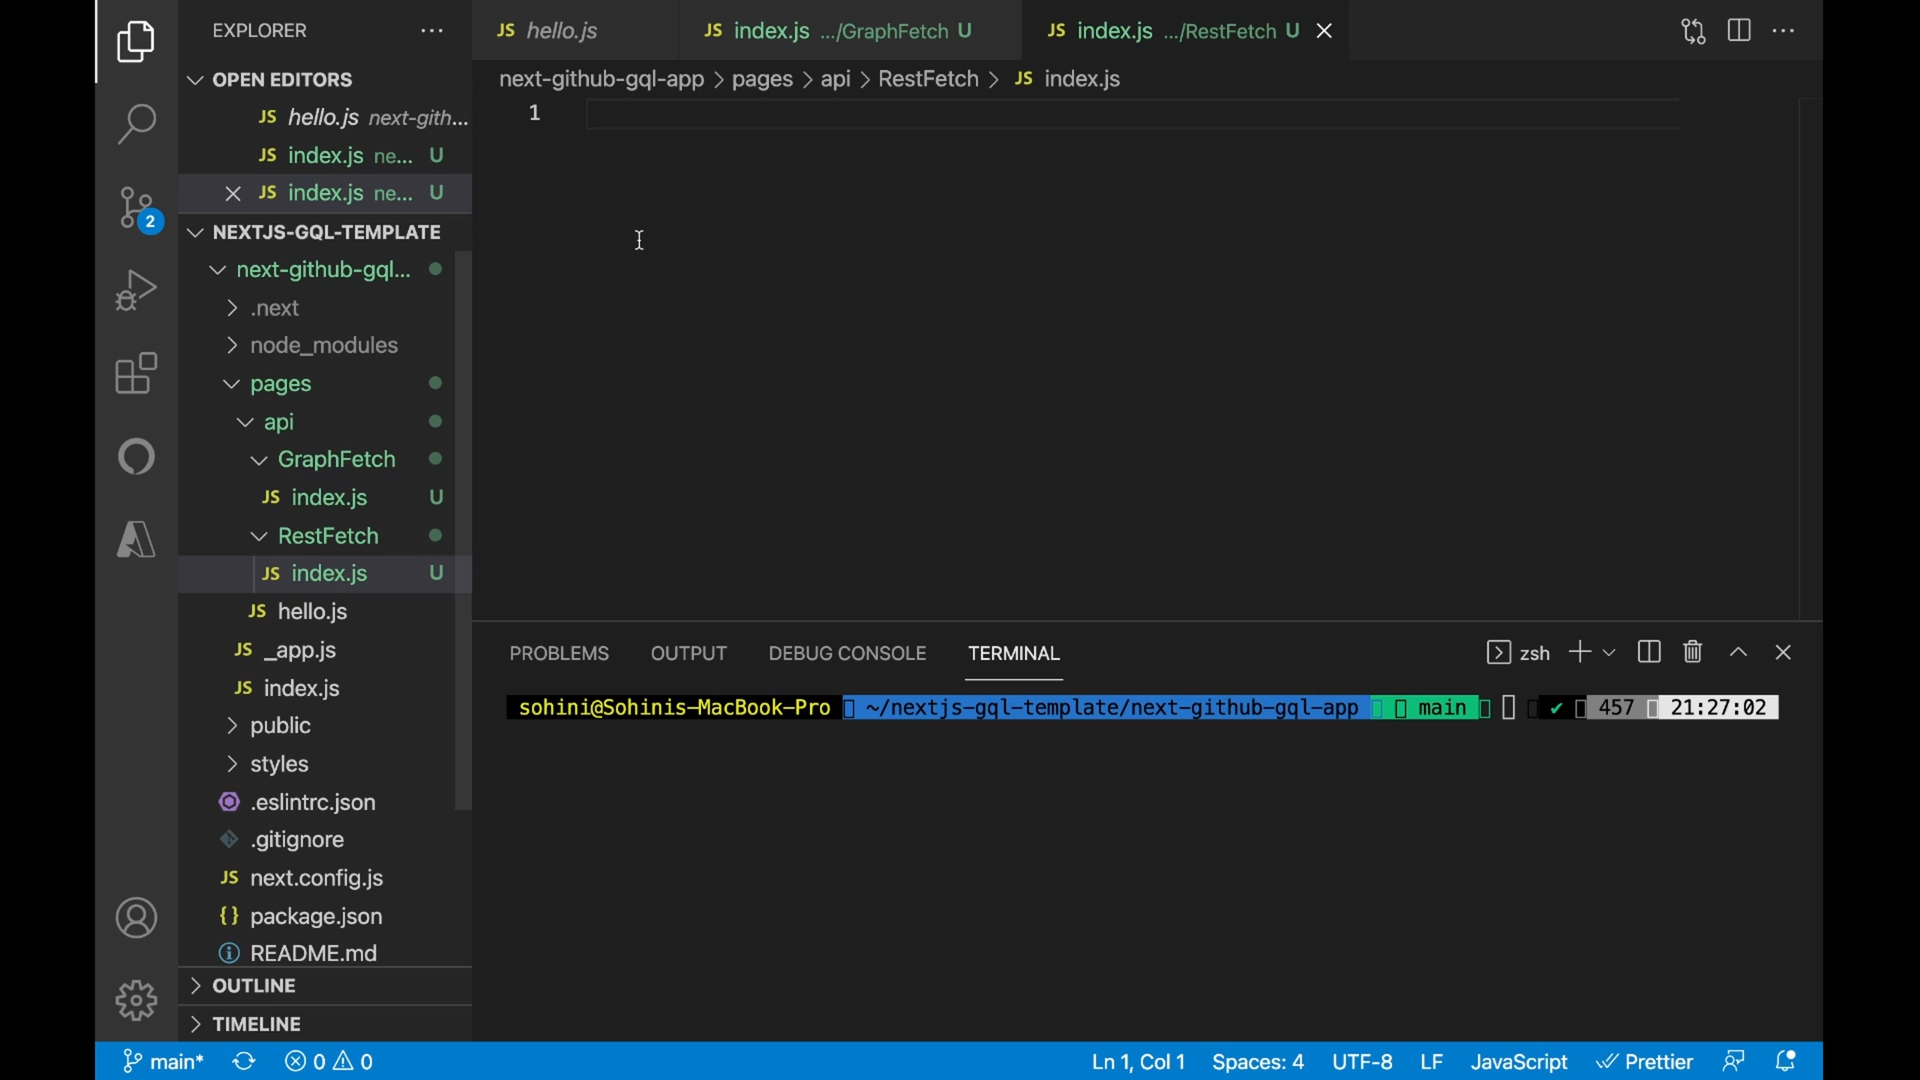 EXPLORER
OPEN EDITORS
JS hello.js next-gith...
JS index.js ne... U
JS index.js ne... U
NEXTJS-GQL-TEMPLATE
next-github-gql...
.next
node_modules
pages
api
GraphFetch
JS index.js U
RestFetch
JS index.js U
JS hello.js
JS _app.js
JS index.js
public
styles
.eslintrc.json
.gitignore
JS next.config.js
{} package.json
README.md
OUTLINE
TIMELINE
2
JS hello.js
JS index.js .../GraphFetch U
JS index.js .../RestFetch U
next-github-gql-app > pages > api > RestFetch > JS index.js
1
PROBLEMS OUTPUT DEBUG CONSOLE TERMINAL
zsh
sohini@Sohinis-MacBook-Pro ~/nextjs-gql-template/next-github-gql-app main ✔ 457 21:27:02
main* 0 0
Ln 1, Col 1 Spaces: 4 UTF-8 LF JavaScript Prettier